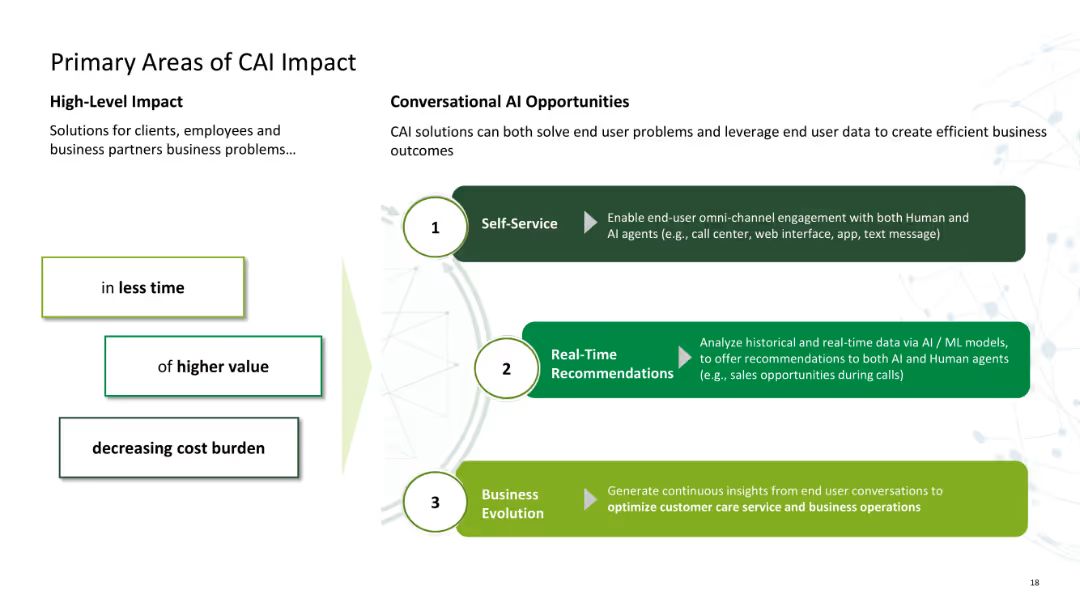 Primary Areas of CAI Impact
High-Level Impact
Solutions for clients, employees and
business partners business problems...
in less time
of higher value
decreasing cost burden
Conversational AI Opportunities
CAI solutions can both solve end user problems and leverage end user data to create efficient business
outcomes
1
Self-Service
Enable end-user omni-channel engagement with both Human and
AI agents (e.g., call center, web interface, app, text message)
2
Real-Time
Recommendations
Analyze historical and real-time data via AI / ML models,
to offer recommendations to both AI and Human agents
(e.g., sales opportunities during calls)
3
Business
Evolution
Generate continuous insights from end user conversations to
optimize customer care service and business operations
18